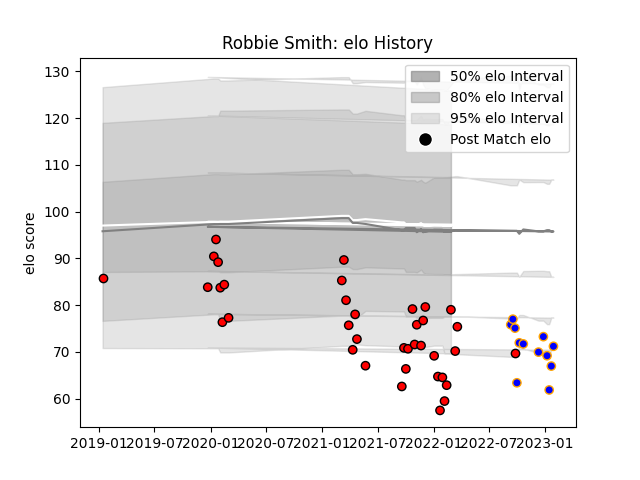 Robbie Smith: elo History
50% elo Interval
80% elo Interval
95% elo Interval
Post Match elo
elo score
130
120
110
100
90
80
70
60
2019-01 2019-07 2020-01 2020-07 2021-01 2021-07 2022-01 2022-07 2023-01